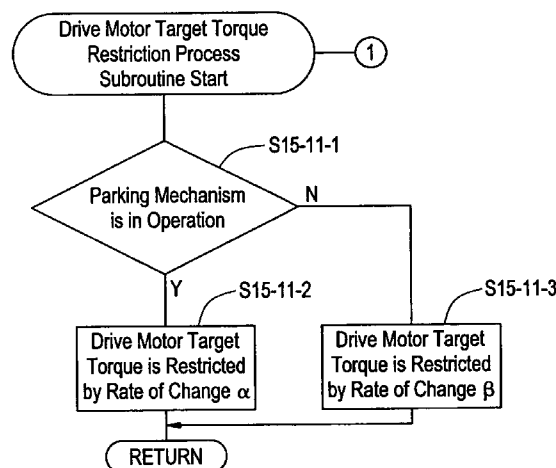 Drive Motor Target Torque
Restriction Process
Subroutine Start
1
S15-11-1
Parking Mechanism
is in Operation
N
Y
S15-11-2
S15-11-3
Drive Motor Target
Torque is Restricted
by Rate of Change α
Drive Motor Target
Torque is Restricted
by Rate of Change β
RETURN